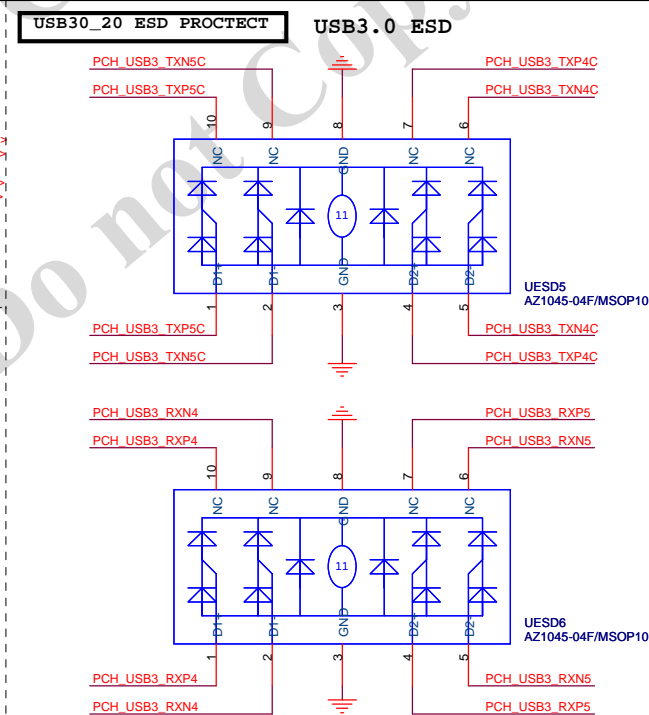 USB30_20 ESD PROCTECT
USB3.0 ESD
PCH_USB3_TXN5C
PCH_USB3_TXP4C
PCH_USB3_TXP5C
PCH_USB3_TXN4C
10 9 8 7 6
NC NC GND NC NC
11
D1+ D1- GND D2+ D2-
UESD5
AZ1045-04F/MSOP10
1 2 3 4 5
PCH_USB3_TXP5C
PCH_USB3_TXN4C
PCH_USB3_TXN5C
PCH_USB3_TXP4C
PCH_USB3_RXN4
PCH_USB3_RXP5
PCH_USB3_RXP4
PCH_USB3_RXN5
10 9 8 7 6
NC NC GND NC NC
11
D1+ D1- GND D2+ D2-
UESD6
AZ1045-04F/MSOP10
1 2 3 4 5
PCH_USB3_RXP4
PCH_USB3_RXN5
PCH_USB3_RXN4
PCH_USB3_RXP5
Do not Copy